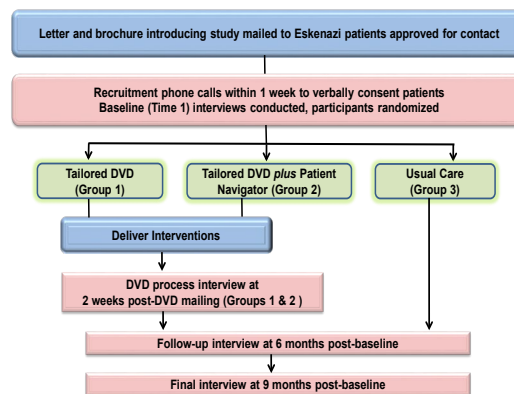 Letter and brochure introducing study mailed to Eskenazi patients approved for contact
Recruitment phone calls within 1 week to verbally consent patients
Baseline (Time 1) interviews conducted, participants randomized
Tailored DVD
(Group 1)
Tailored DVD plus Patient
Navigator (Group 2)
Usual Care
(Group 3)
Deliver Interventions
DVD process interview at
2 weeks post-DVD mailing (Groups 1 & 2 )
Follow-up interview at 6 months post-baseline
Final interview at 9 months post-baseline